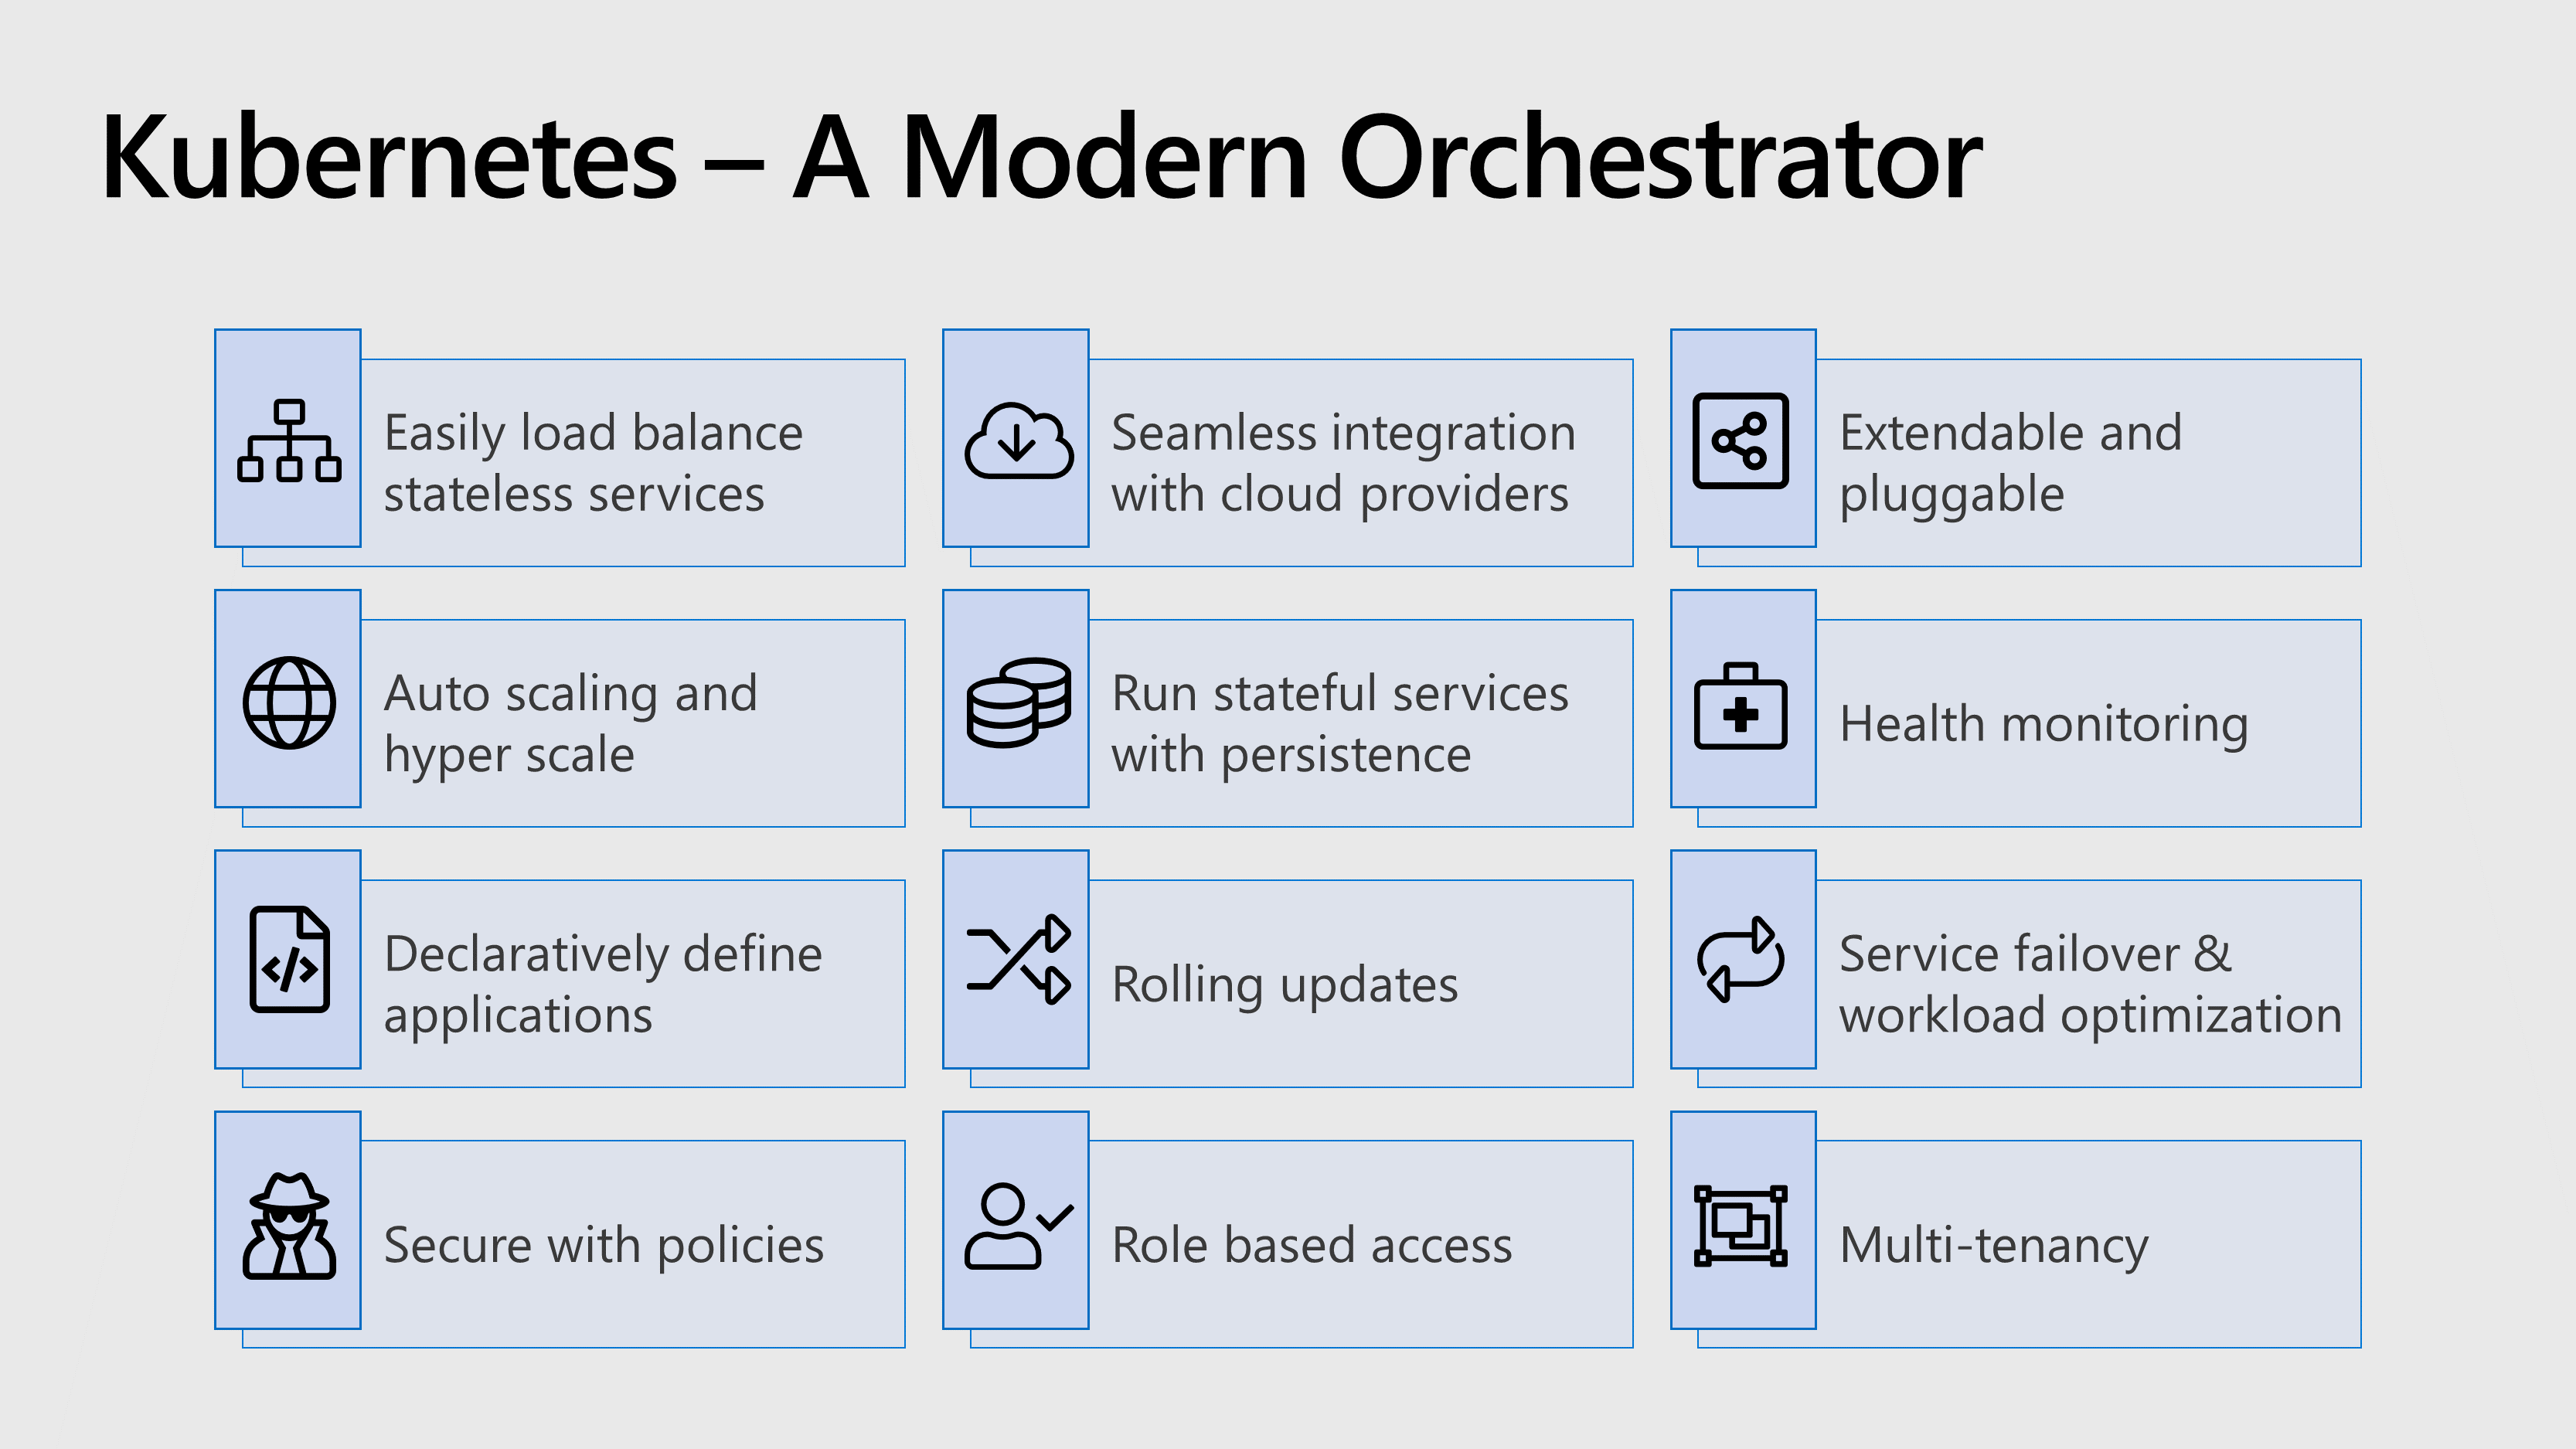 Kubernetes – A Modern Orchestrator
Easily load balance
stateless services
Seamless integration
with cloud providers
Extendable and
pluggable
Auto scaling and
hyper scale
Run stateful services
with persistence
Health monitoring
Declaratively define
applications
Rolling updates
Service failover &
workload optimization
Secure with policies
Role based access
Multi-tenancy